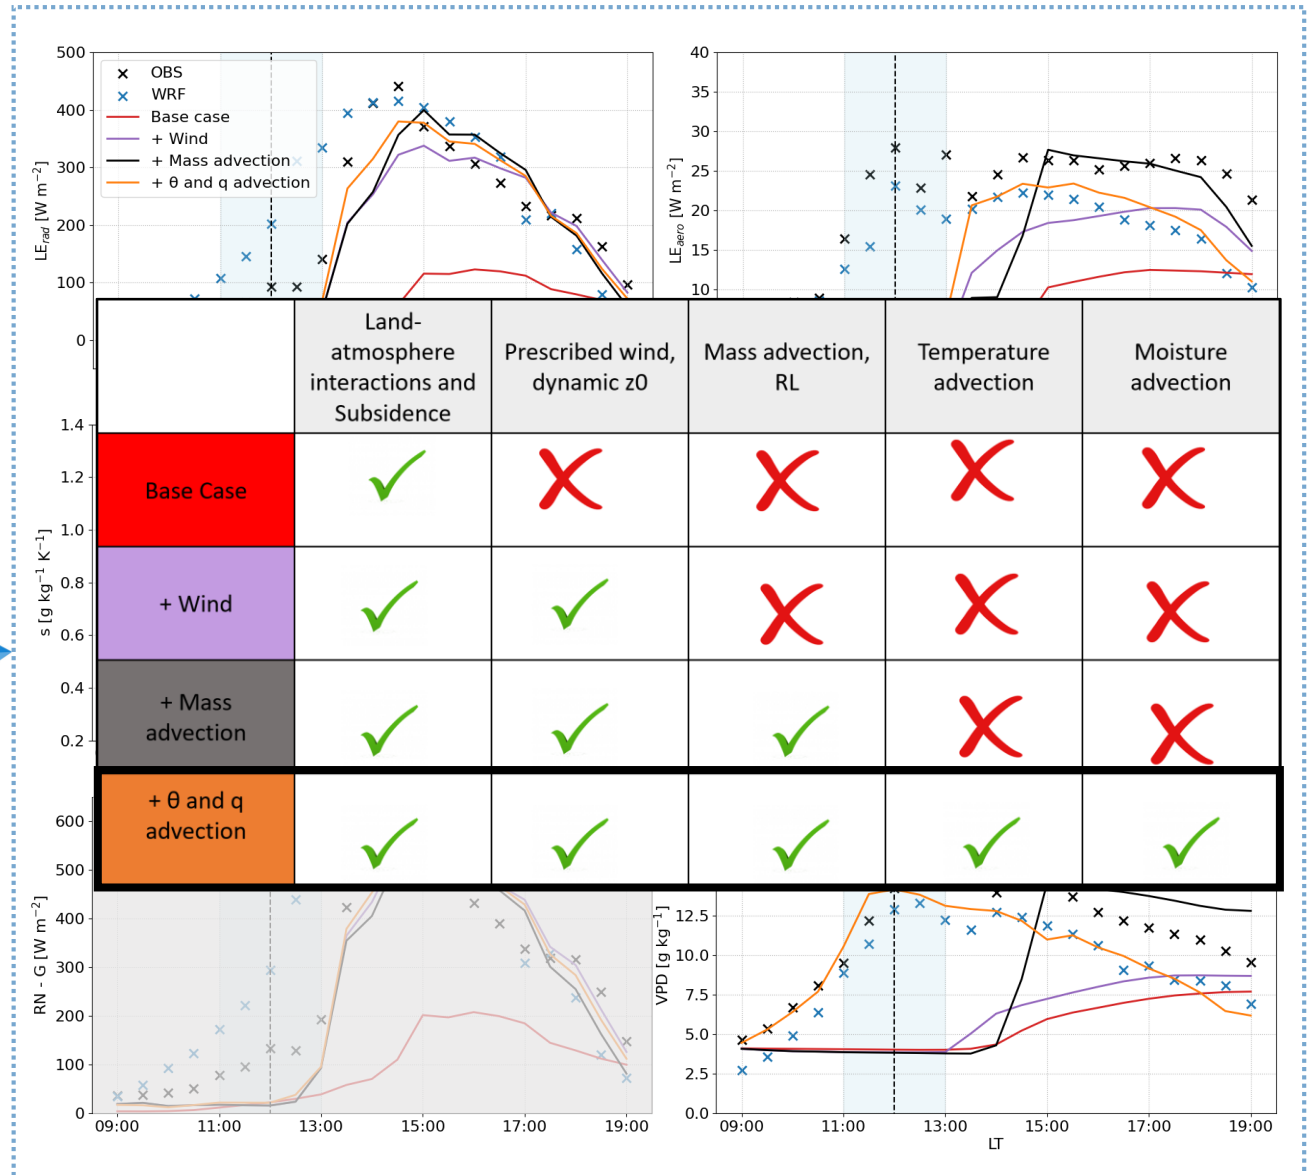 500
400
300
200
100
0
LE_rad [W m⁻²]
OBS
WRF
Base case
+ Wind
+ Mass advection
+ θ and q advection
40
35
30
25
20
15
10
LE_aero [W m⁻²]
Land-
atmosphere
interactions and
Subsidence
Prescribed wind,
dynamic z0
Mass advection,
RL
Temperature
advection
Moisture
advection
Base Case
+ Wind
+ Mass
advection
+ θ and q
advection
1.4
1.2
1.0
0.8
0.6
0.4
0.2
s [g kg⁻¹ K⁻¹]
600
500
400
300
200
100
0
RN - G [W m⁻²]
09:00 11:00 13:00 15:00 17:00 19:00
12.5
10.0
7.5
5.0
2.5
0.0
VPD [g kg⁻¹]
09:00 11:00 13:00 15:00 17:00 19:00
LT